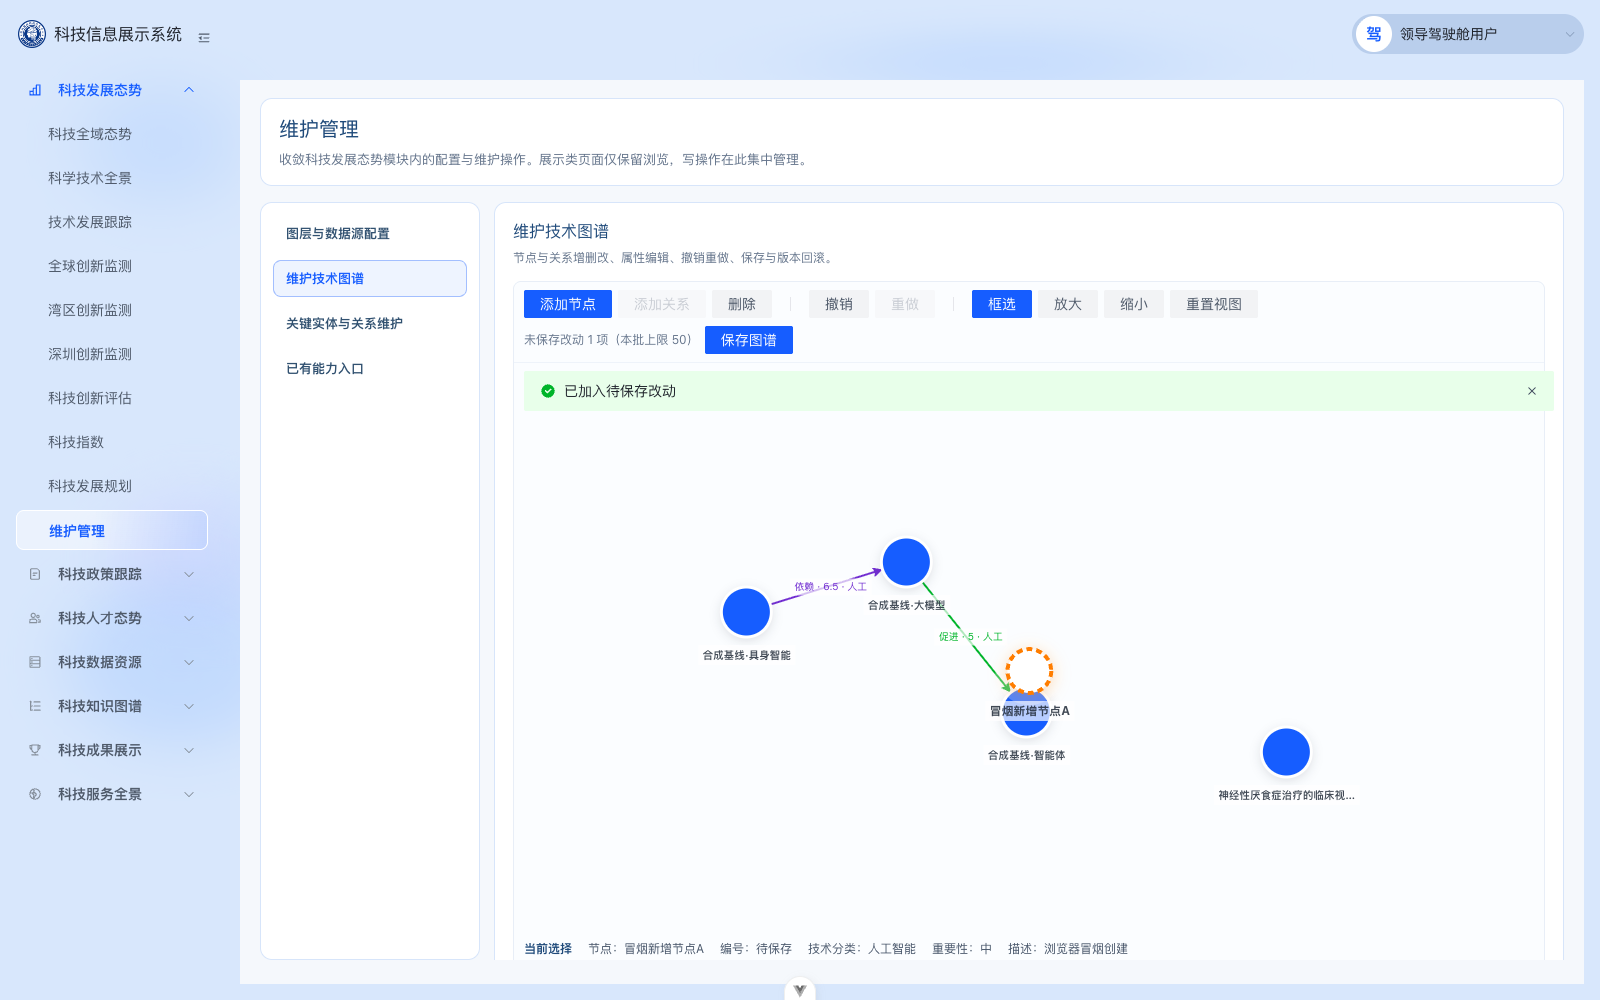 科技信息展示系统
驾
领导驾驶舱用户
科技发展态势
科技全域态势
科学技术全景
技术发展跟踪
全球创新监测
湾区创新监测
深圳创新监测
科技创新评估
科技指数
科技发展规划
维护管理
科技政策跟踪
科技人才态势
科技数据资源
科技知识图谱
科技成果展示
科技服务全景
维护管理
收敛科技发展态势模块内的配置与维护操作。展示类页面仅保留浏览，写操作在此集中管理。
图层与数据源配置
维护技术图谱
关键实体与关系维护
已有能力入口
维护技术图谱
节点与关系增删改、属性编辑、撤销重做、保存与版本回滚。
添加节点 添加关系 删除 撤销 重做 框选 放大 缩小 重置视图
未保存改动 1 项（本批上限 50） 保存图谱
已加入待保存改动
依赖 · 6.5 · 人工
合成基线·大模型
促进 · 5 · 人工
合成基线·具身智能
冒烟新增节点A
合成基线·智能体
神经性厌食症治疗的临床视...
当前选择 节点：冒烟新增节点A 编号：待保存 技术分类：人工智能 重要性：中 描述：浏览器冒烟创建